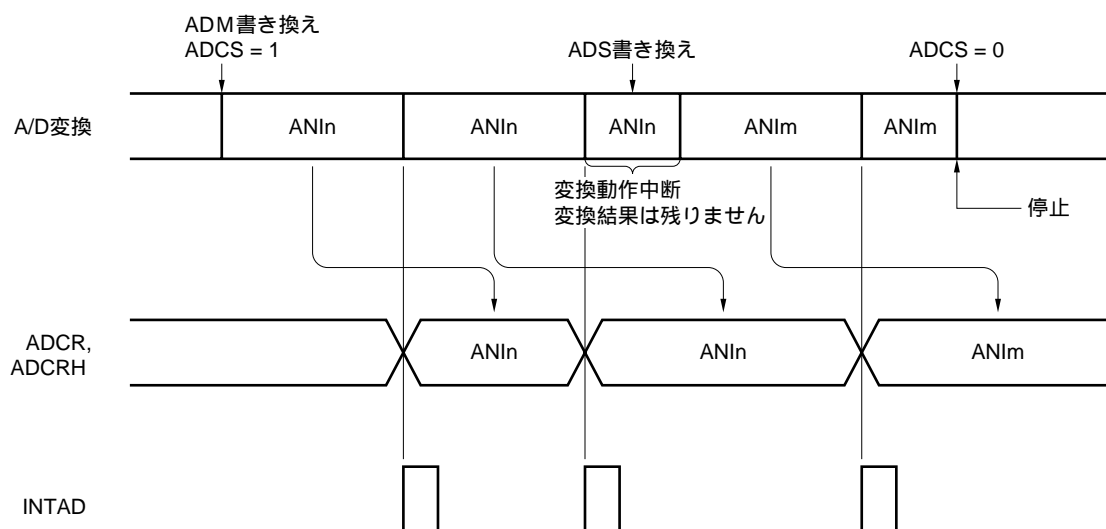 ADM書き換え
ADCS = 1
ADS書き換え
ADCS = 0
A/D変換
ANIn
ANIn
ANIn
ANIm
ANIm
変換動作中断
変換結果は残りません
停止
ADCR,
ADCRH
ANIn
ANIn
ANIm
INTAD